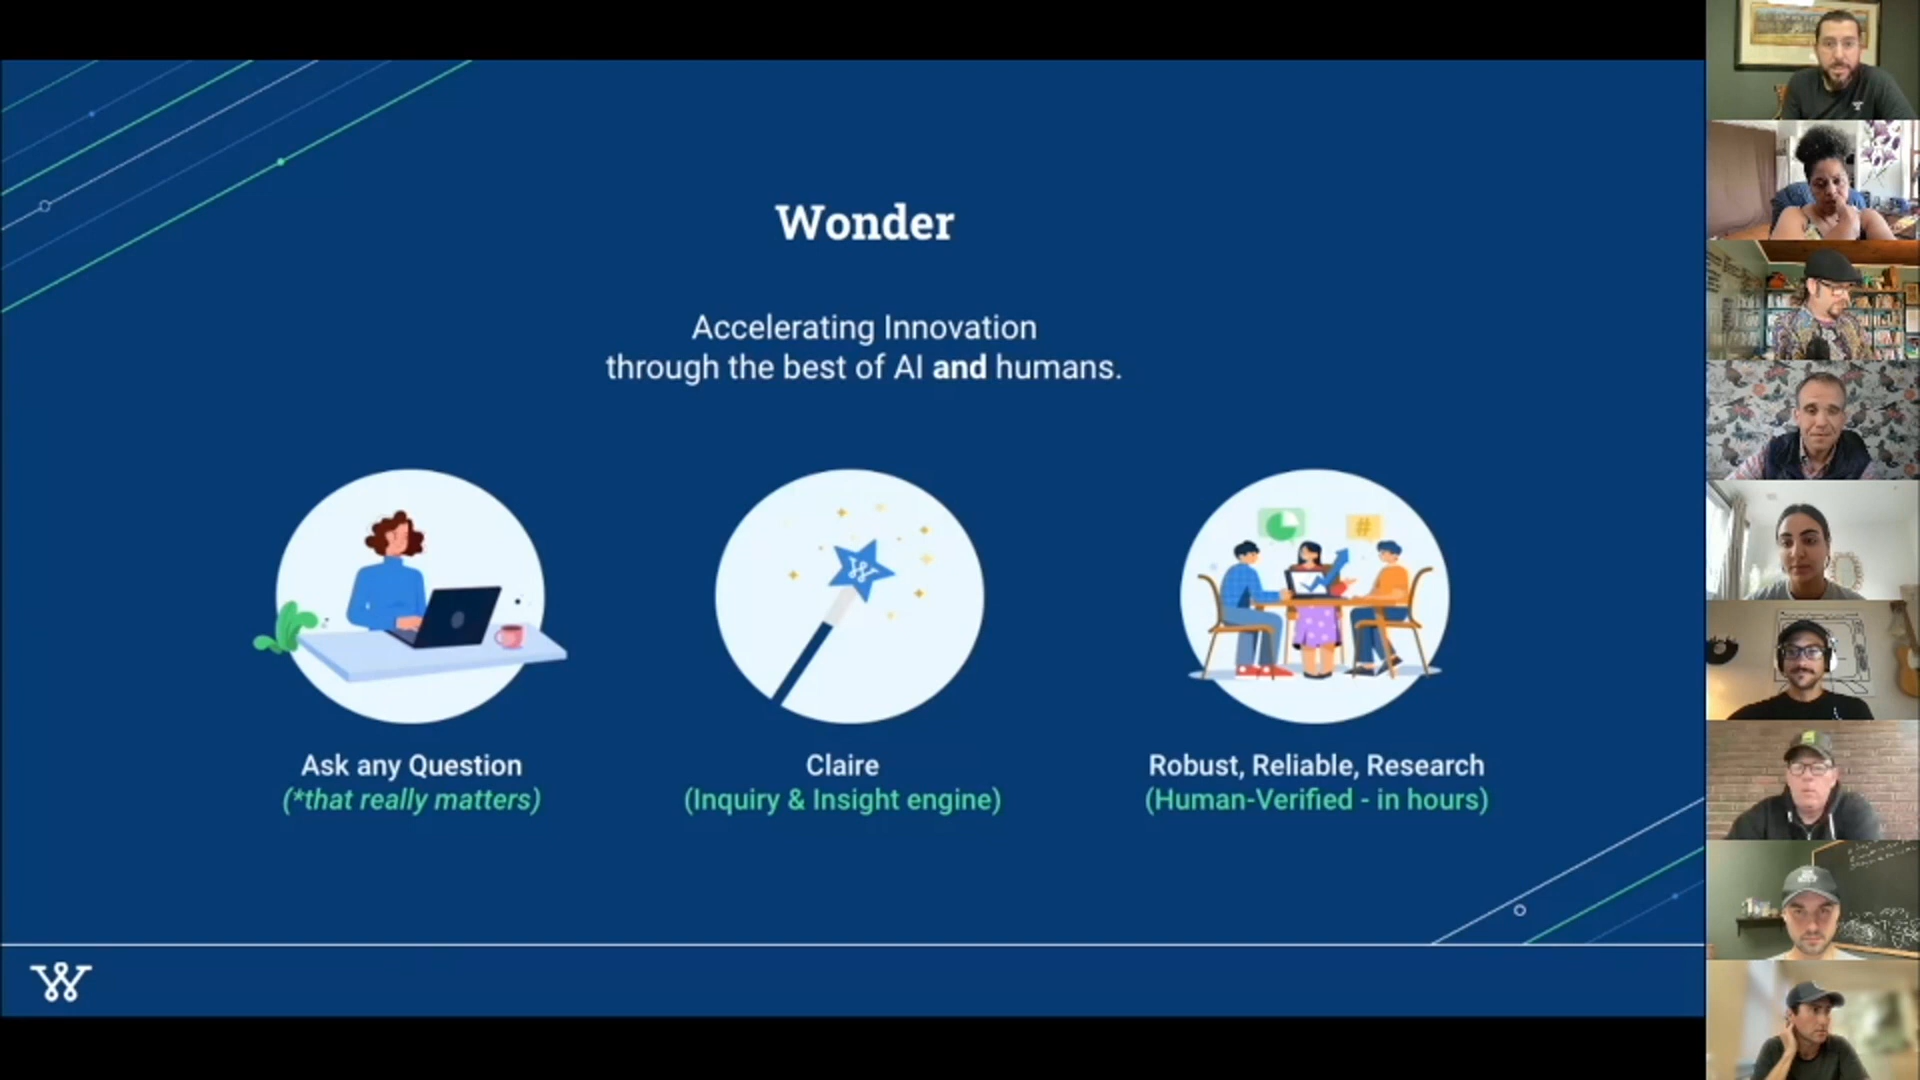 Wonder
Accelerating Innovation
through the best of AI and humans.
#
Ask any Question
(*that really matters)
Claire
(Inquiry & Insight engine)
Robust, Reliable, Research
(Human-Verified - in hours)
W